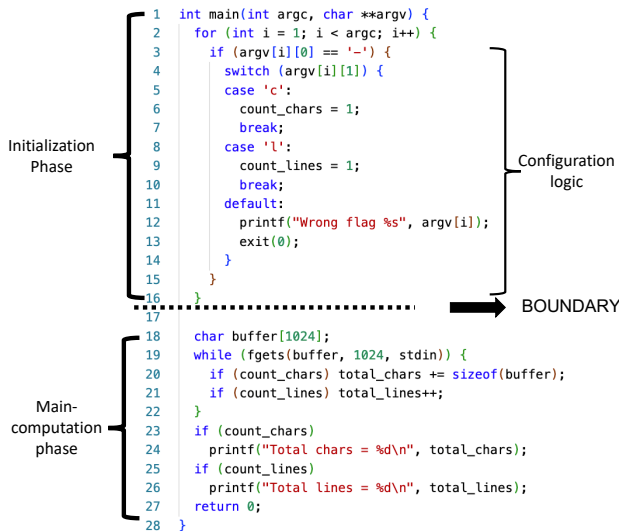 1 int main(int argc, char **argv) {
2 for (int i = 1; i < argc; i++) {
3 if (argv[i][0] == '-') {
4 switch (argv[i][1]) {
5 case 'c':
6 count_chars = 1;
7 break;
8 case 'l':
9 count_lines = 1;
10 break;
11 default:
12 printf("Wrong flag %s", argv[i]);
13 exit(0);
14 }
15 }
16 }
17
18 char buffer[1024];
19 while (fgets(buffer, 1024, stdin)) {
20 if (count_chars) total_chars += sizeof(buffer);
21 if (count_lines) total_lines++;
22 }
23 if (count_chars)
24 printf("Total chars = %d\n", total_chars);
25 if (count_lines)
26 printf("Total lines = %d\n", total_lines);
27 return 0;
28 }
Initialization
Phase
Configuration
logic
BOUNDARY
Main-
computation
phase